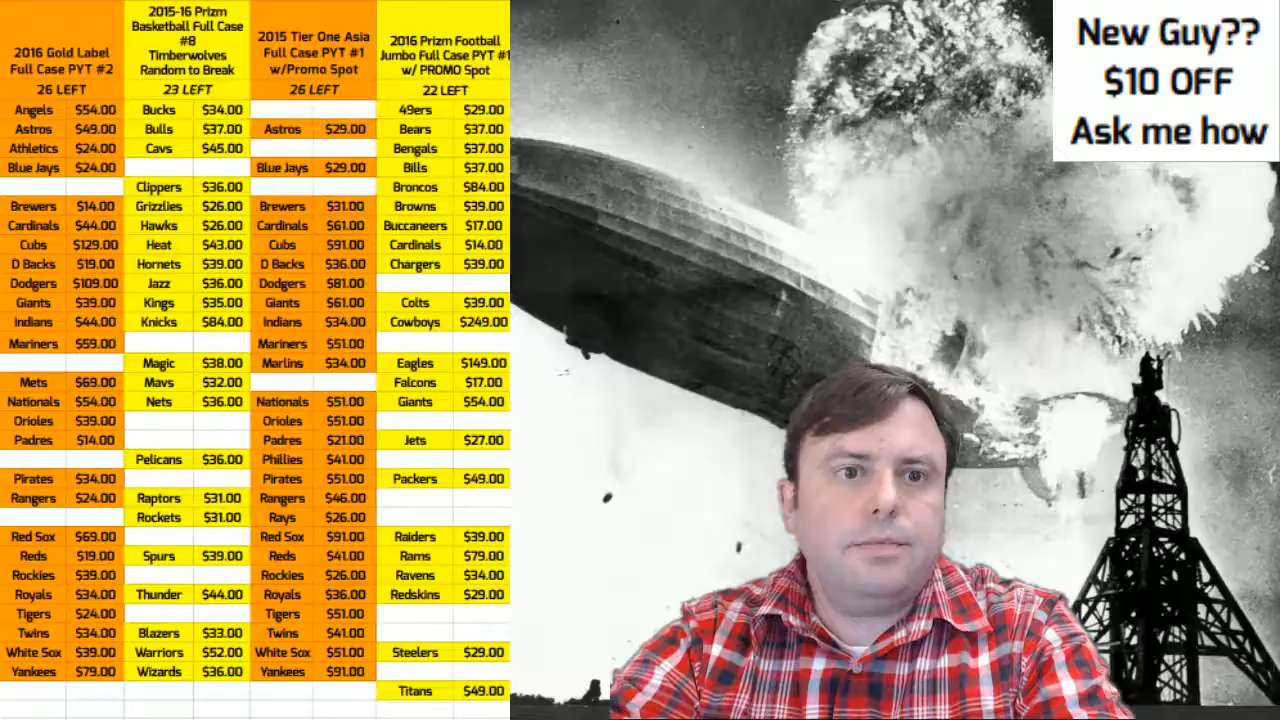 2016 Gold Label
Full Case PYT #2
26 LEFT
Angels $54.00
Astros $49.00
Athletics $24.00
Blue Jays $24.00
Brewers $14.00
Cardinals $44.00
Cubs $129.00
D Backs $19.00
Dodgers $109.00
Giants $39.00
Indians $44.00
Mariners $59.00
Mets $69.00
Nationals $54.00
Orioles $39.00
Padres $14.00
Pirates $34.00
Rangers $24.00
Red Sox $69.00
Reds $19.00
Rockies $39.00
Royals $34.00
Tigers $24.00
Twins $34.00
White Sox $39.00
Yankees $79.00
2015-16 Prizm
Basketball Full Case
#8
Timberwolves
Random to Break
23 LEFT
Bucks $34.00
Bulls $37.00
Cavs $45.00
Clippers $36.00
Grizzlies $26.00
Hawks $26.00
Heat $43.00
Hornets $39.00
Jazz $36.00
Kings $35.00
Knicks $84.00
Magic $38.00
Mavs $32.00
Nets $36.00
Pelicans $36.00
Raptors $31.00
Rockets $31.00
Spurs $39.00
Thunder $44.00
Blazers $33.00
Warriors $52.00
Wizards $36.00
2015 Tier One Asia
Full Case PYT #1
w/Promo Spot
26 LEFT
Astros $29.00
Blue Jays $29.00
Brewers $31.00
Cardinals $61.00
Cubs $91.00
D Backs $36.00
Dodgers $81.00
Giants $61.00
Indians $34.00
Mariners $51.00
Marlins $34.00
Nationals $51.00
Orioles $51.00
Padres $21.00
Phillies $41.00
Pirates $51.00
Rangers $46.00
Rays $26.00
Red Sox $91.00
Reds $41.00
Rockies $26.00
Royals $36.00
Tigers $51.00
Twins $41.00
White Sox $51.00
Yankees $91.00
2016 Prizm Football
Jumbo Full Case PYT #1
w/ PROMO Spot
22 LEFT
49ers $29.00
Bears $37.00
Bengals $37.00
Bills $37.00
Broncos $84.00
Browns $39.00
Buccaneers $17.00
Cardinals $14.00
Chargers $39.00
Colts $39.00
Cowboys $249.00
Eagles $149.00
Falcons $17.00
Giants $54.00
Jets $27.00
Packers $49.00
Raiders $39.00
Rams $79.00
Ravens $34.00
Redskins $29.00
Steelers $29.00
Titans $49.00
New Guy??
$10 OFF
Ask me how